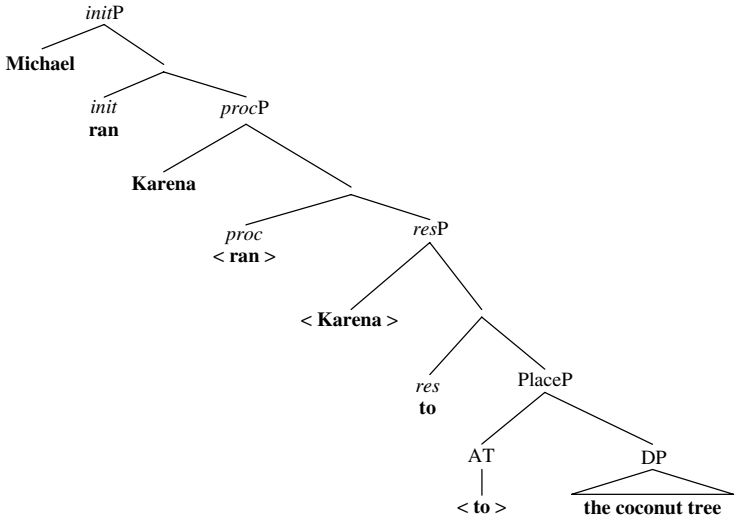 initP
Michael
init
procP
ran
Karena
proc
resP
< ran >
< Karena >
res
PlaceP
to
AT
DP
< to >
the coconut tree